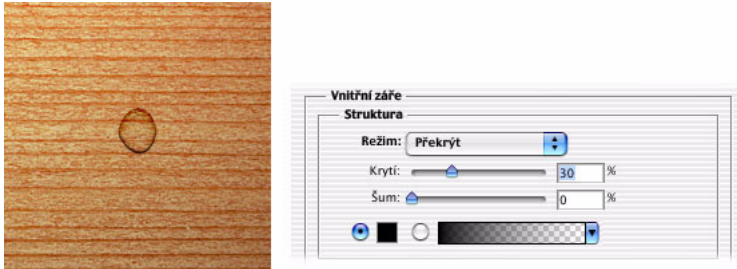 Vnitřní záře
Struktura
Režim: Překrýt
Krytí: 30 %
Šum: 0 %